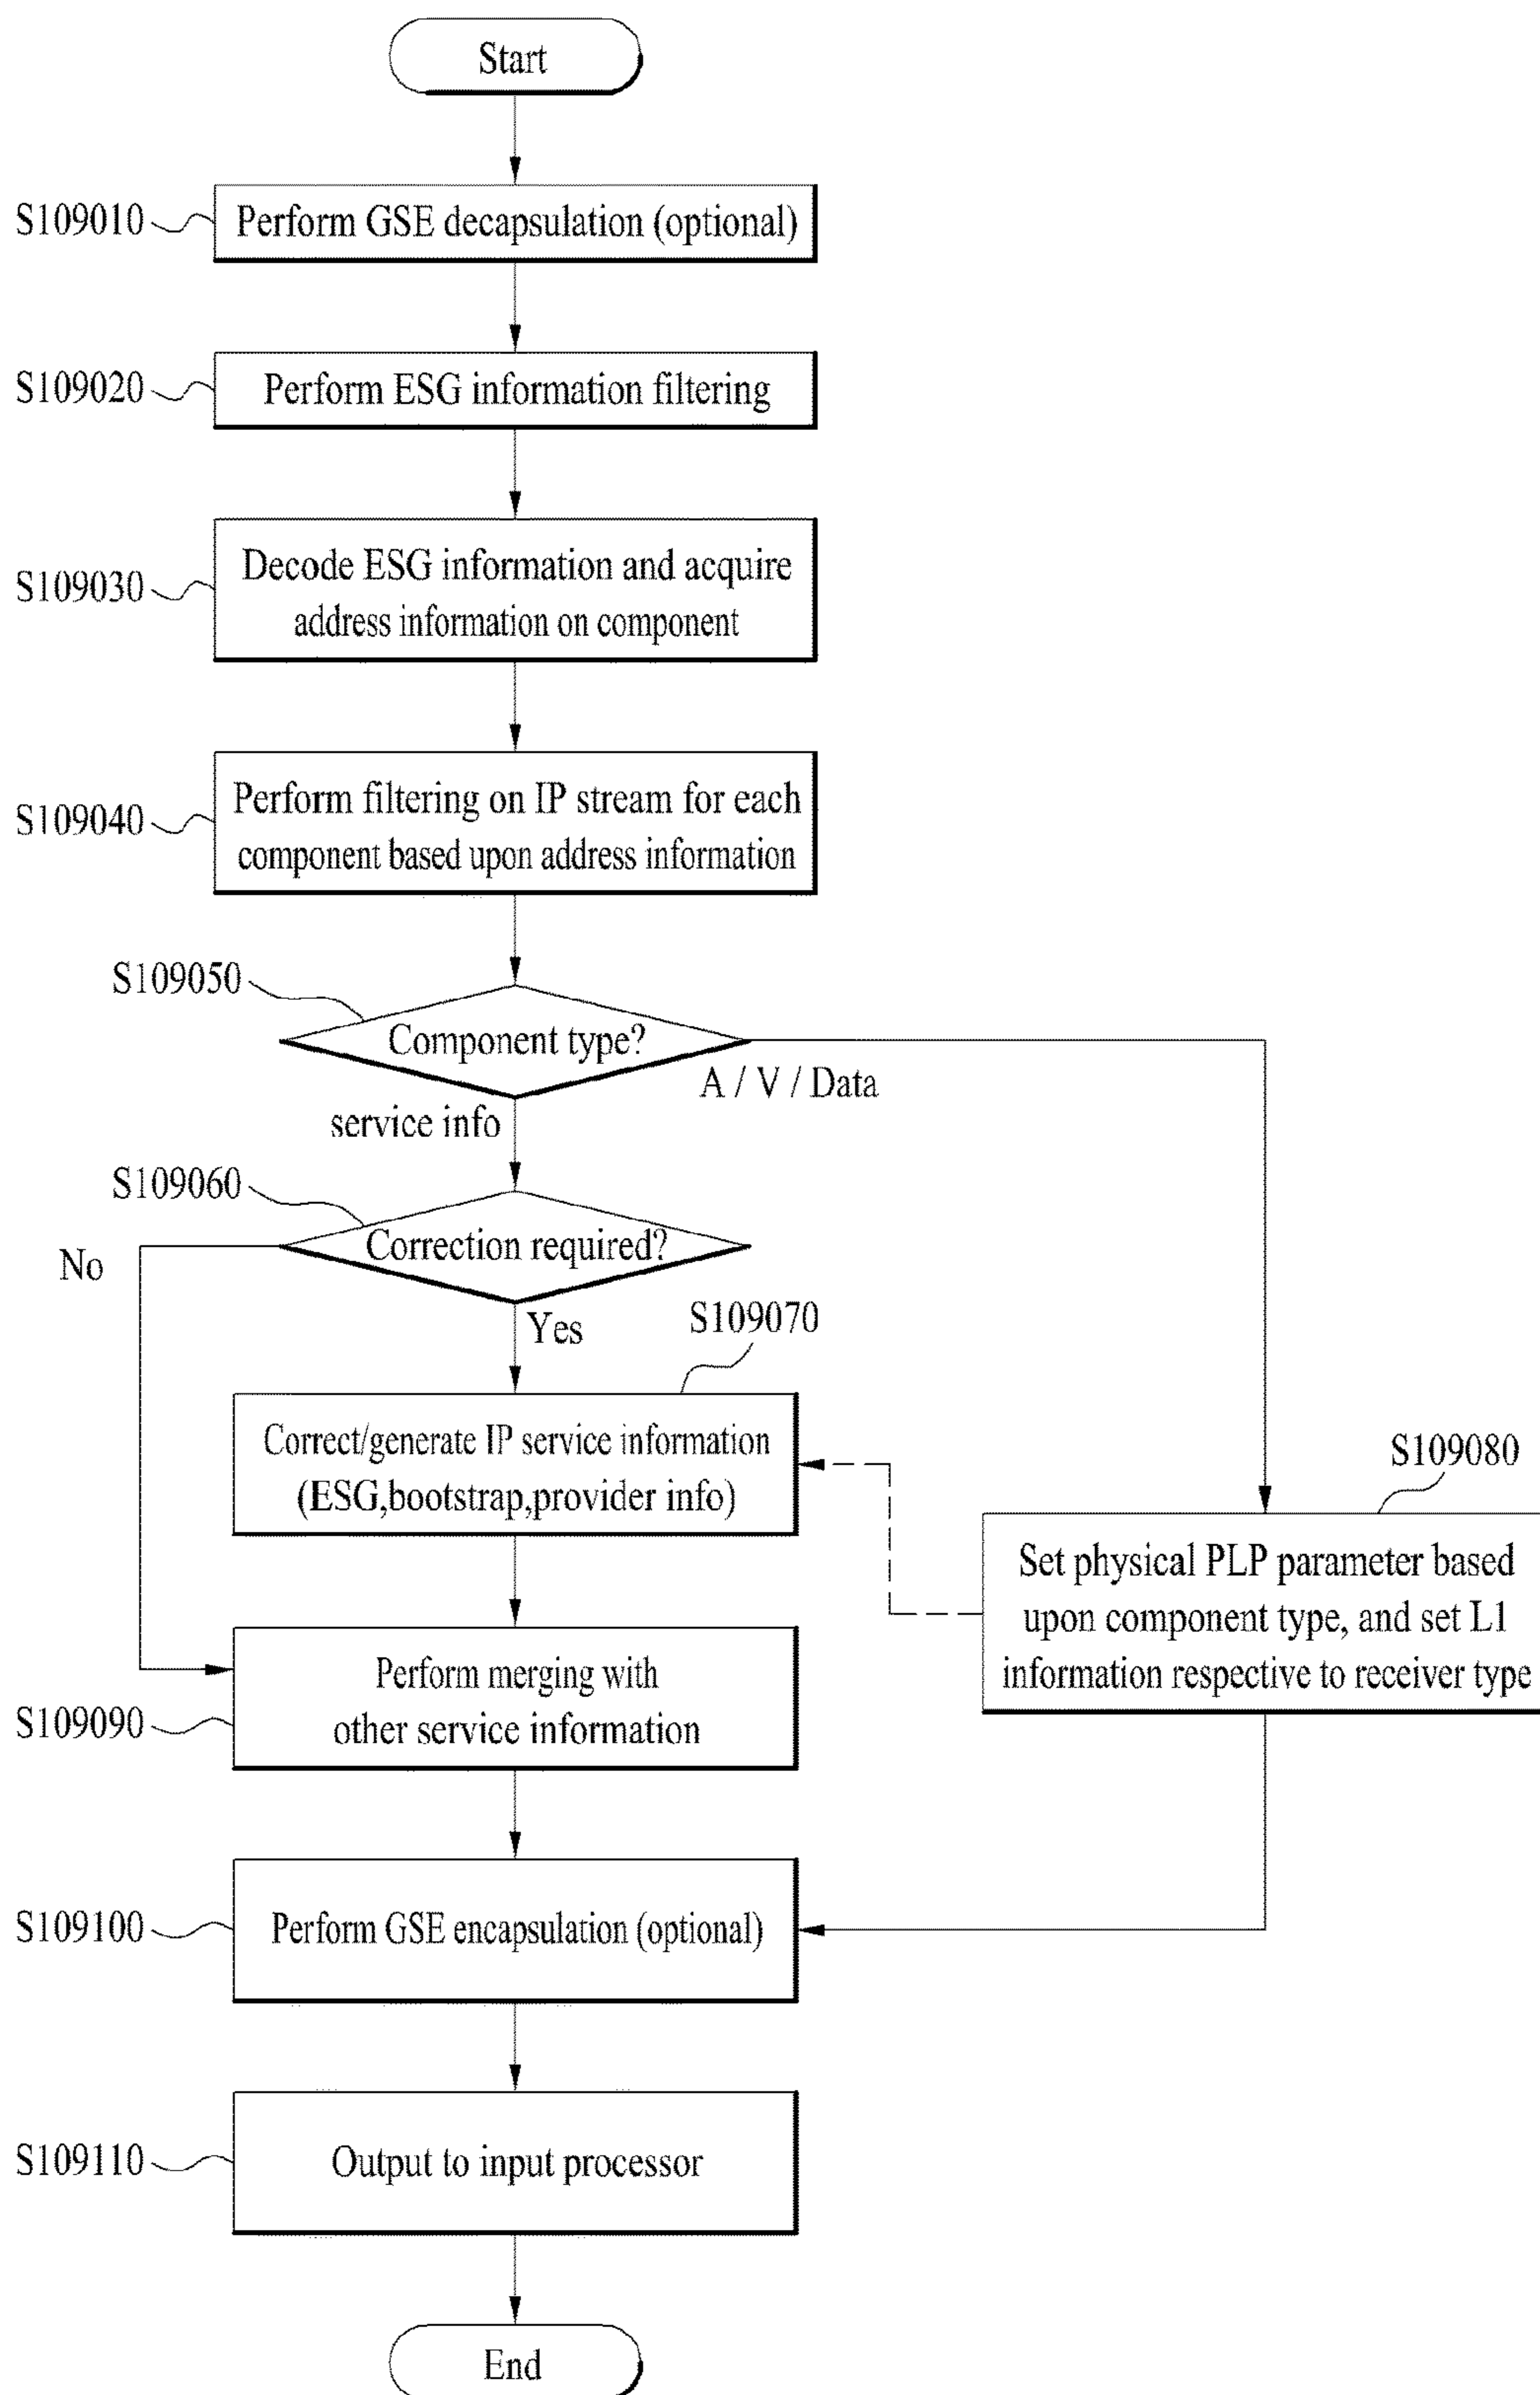 Start
S109010
Perform GSE decapsulation (optional)
S109020
Perform ESG information filtering
S109030
Decode ESG information and acquire
address information on component
S109040
Perform filtering on IP stream for each
component based upon address information
S109050
Component type?
A / V / Data
service info
S109060
Correction required?
No
Yes
S109070
Correct/generate IP service information
(ESG,bootstrap,provider info)
S109080
Set physical PLP parameter based
upon component type, and set L1
information respective to receiver type
S109090
Perform merging with
other service information
S109100
Perform GSE encapsulation (optional)
S109110
Output to input processor
End